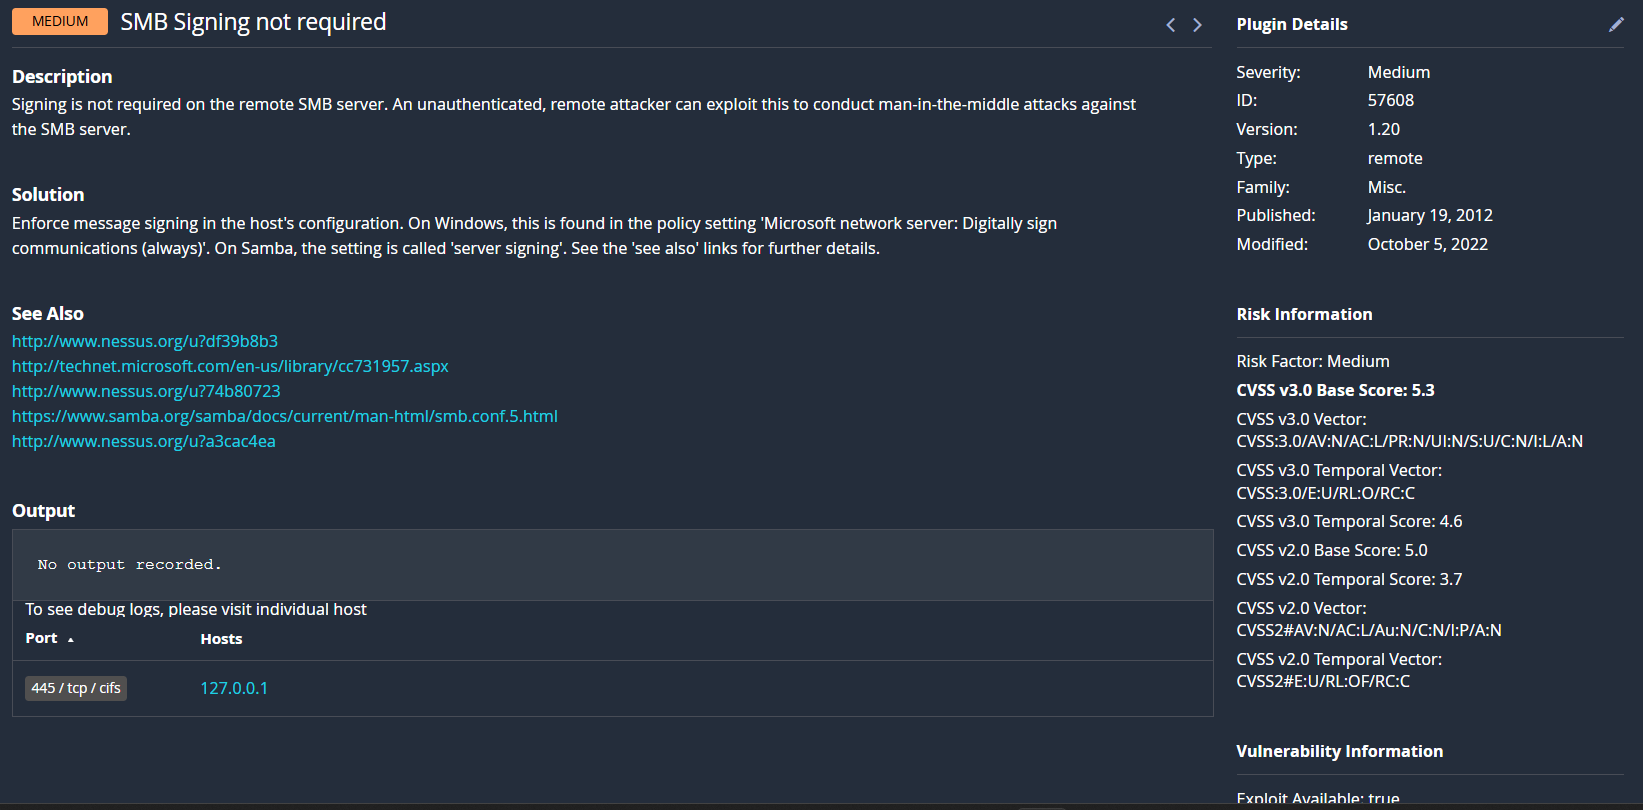 MEDIUM SMB Signing not required
Description
Signing is not required on the remote SMB server. An unauthenticated, remote attacker can exploit this to conduct man-in-the-middle attacks against
the SMB server.
Solution
Enforce message signing in the host's configuration. On Windows, this is found in the policy setting 'Microsoft network server: Digitally sign
communications (always)'. On Samba, the setting is called 'server signing'. See the 'see also' links for further details.
See Also
http://www.nessus.org/u?df39b8b3
http://technet.microsoft.com/en-us/library/cc731957.aspx
http://www.nessus.org/u?74b80723
https://www.samba.org/samba/docs/current/man-html/smb.conf.5.html
http://www.nessus.org/u?a3cac4ea
Output
No output recorded.
To see debug logs, please visit individual host
Port Hosts
445 / tcp / cifs 127.0.0.1
Plugin Details
Severity: Medium
ID: 57608
Version: 1.20
Type: remote
Family: Misc.
Published: January 19, 2012
Modified: October 5, 2022
Risk Information
Risk Factor: Medium
CVSS v3.0 Base Score: 5.3
CVSS v3.0 Vector:
CVSS:3.0/AV:N/AC:L/PR:N/UI:N/S:U/C:N/I:L/A:N
CVSS v3.0 Temporal Vector:
CVSS:3.0/E:U/RL:O/RC:C
CVSS v3.0 Temporal Score: 4.6
CVSS v2.0 Base Score: 5.0
CVSS v2.0 Temporal Score: 3.7
CVSS v2.0 Vector:
CVSS2#AV:N/AC:L/Au:N/C:N/I:P/A:N
CVSS v2.0 Temporal Vector:
CVSS2#E:U/RL:OF/RC:C
Vulnerability Information
Exploit Available: true